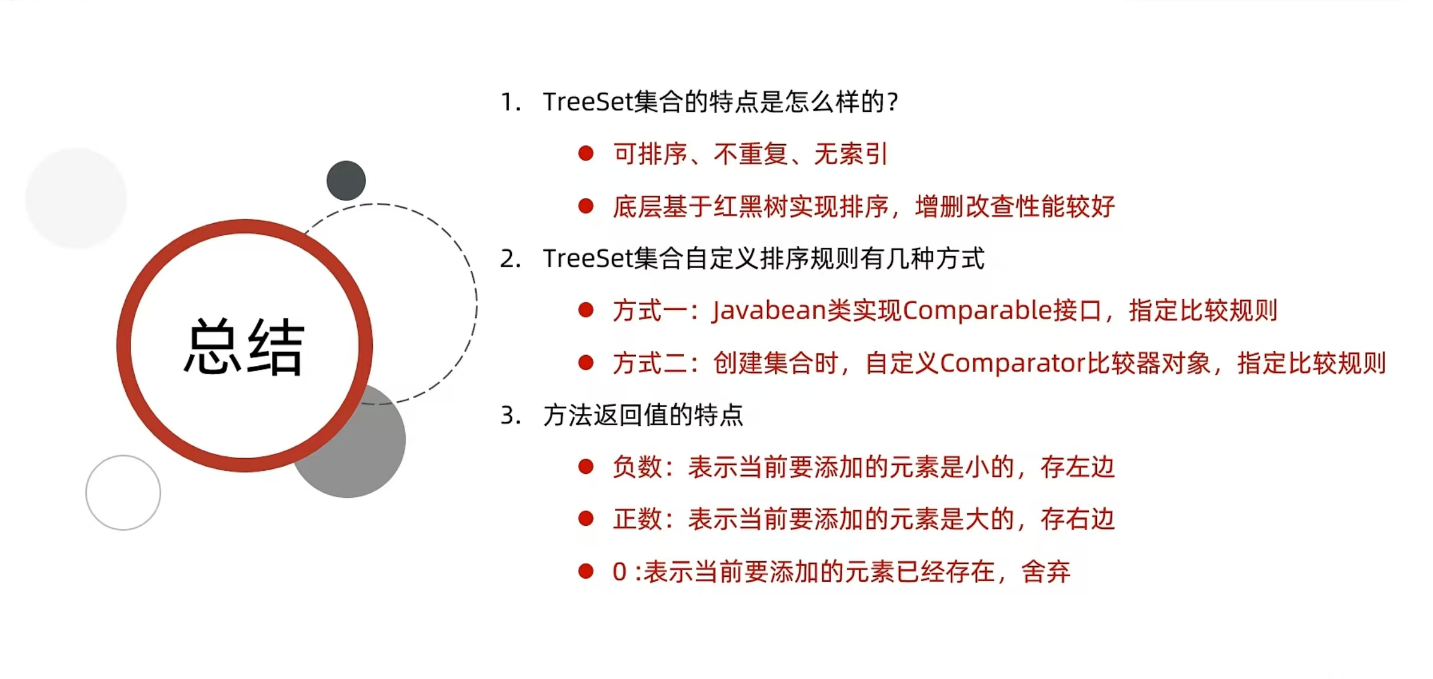 总结
1. TreeSet集合的特点是怎么样的？
● 可排序、不重复、无索引
● 底层基于红黑树实现排序，增删改查性能较好
2. TreeSet集合自定义排序规则有几种方式
● 方式一：Javabean类实现Comparable接口，指定比较规则
● 方式二：创建集合时，自定义Comparator比较器对象，指定比较规则
3. 方法返回值的特点
● 负数：表示当前要添加的元素是小的，存左边
● 正数：表示当前要添加的元素是大的，存右边
● 0 :表示当前要添加的元素已经存在，舍弃